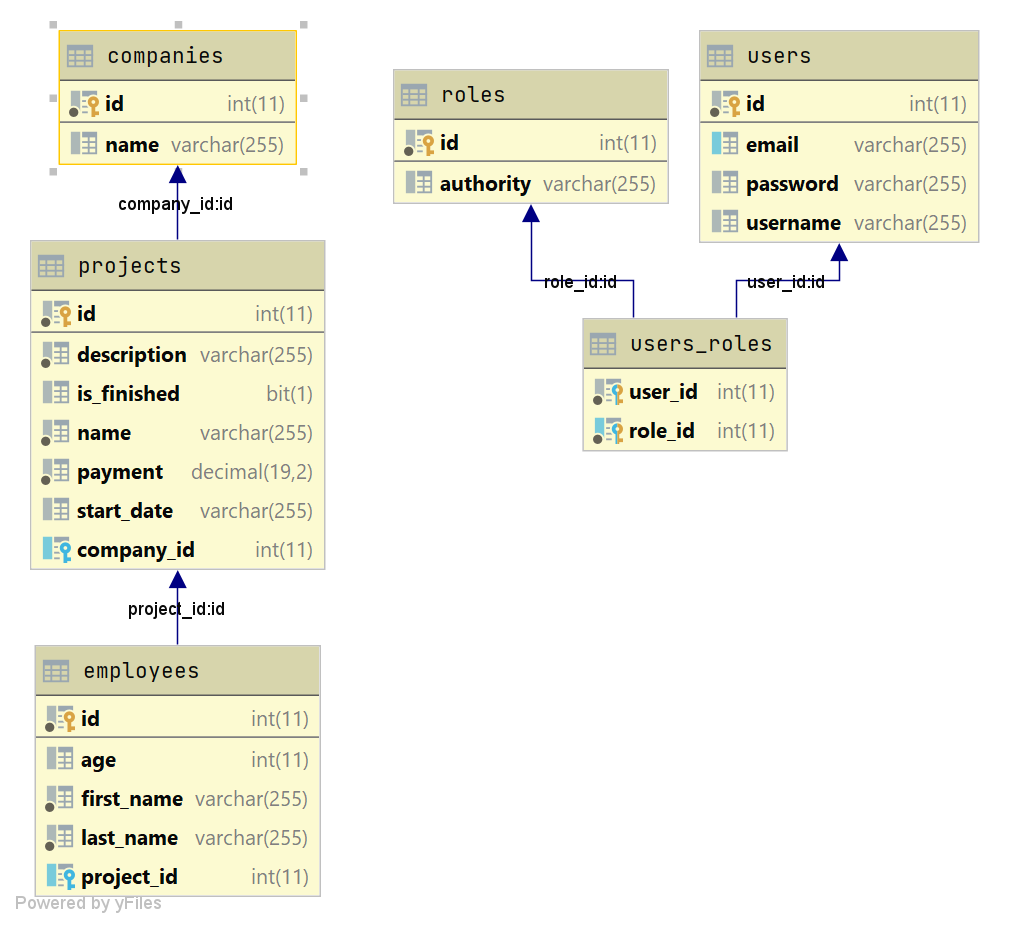 companies
id int(11)
name varchar(255)
company_id:id
projects
id int(11)
description varchar(255)
is_finished bit(1)
name varchar(255)
payment decimal(19,2)
start_date varchar(255)
company_id int(11)
project_id:id
employees
id int(11)
age int(11)
first_name varchar(255)
last_name varchar(255)
project_id int(11)
roles
id int(11)
authority varchar(255)
role_id:id
users
id int(11)
email varchar(255)
password varchar(255)
username varchar(255)
user_id:id
users_roles
user_id int(11)
role_id int(11)
Powered by yFiles